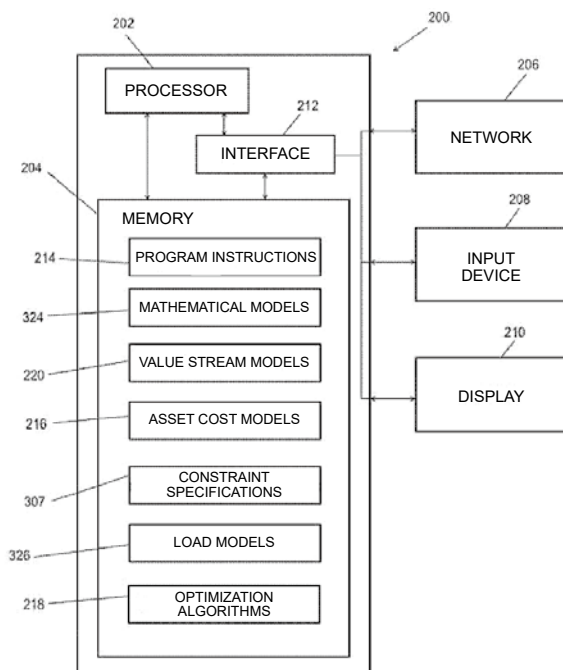 200
202
PROCESSOR
206
212
NETWORK
INTERFACE
204
MEMORY
208
214
PROGRAM INSTRUCTIONS
INPUT
DEVICE
324
MATHEMATICAL MODELS
220
VALUE STREAM MODELS
210
DISPLAY
216
ASSET COST MODELS
307
CONSTRAINT
SPECIFICATIONS
326
LOAD MODELS
218
OPTIMIZATION
ALGORITHMS